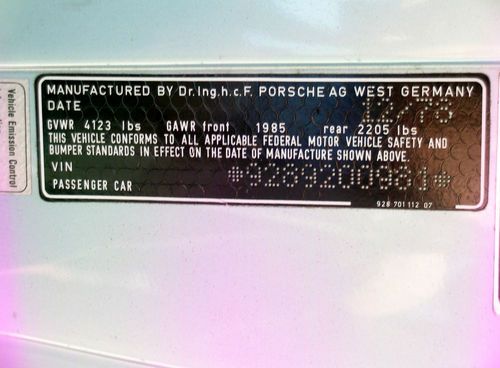 MANUFACTURED BY Dr.Ing.h.c.F. PORSCHE AG WEST GERMANY
DATE 12/78
GVWR 4123 lbs GAWR front 1985 rear 2205 lbs
THIS VEHICLE CONFORMS TO ALL APPLICABLE FEDERAL MOTOR VEHICLE SAFETY AND
BUMPER STANDARDS IN EFFECT ON THE DATE OF MANUFACTURE SHOWN ABOVE.
VIN *9289200981*
PASSENGER CAR
928 701 112 07
Vehicle Emission Control